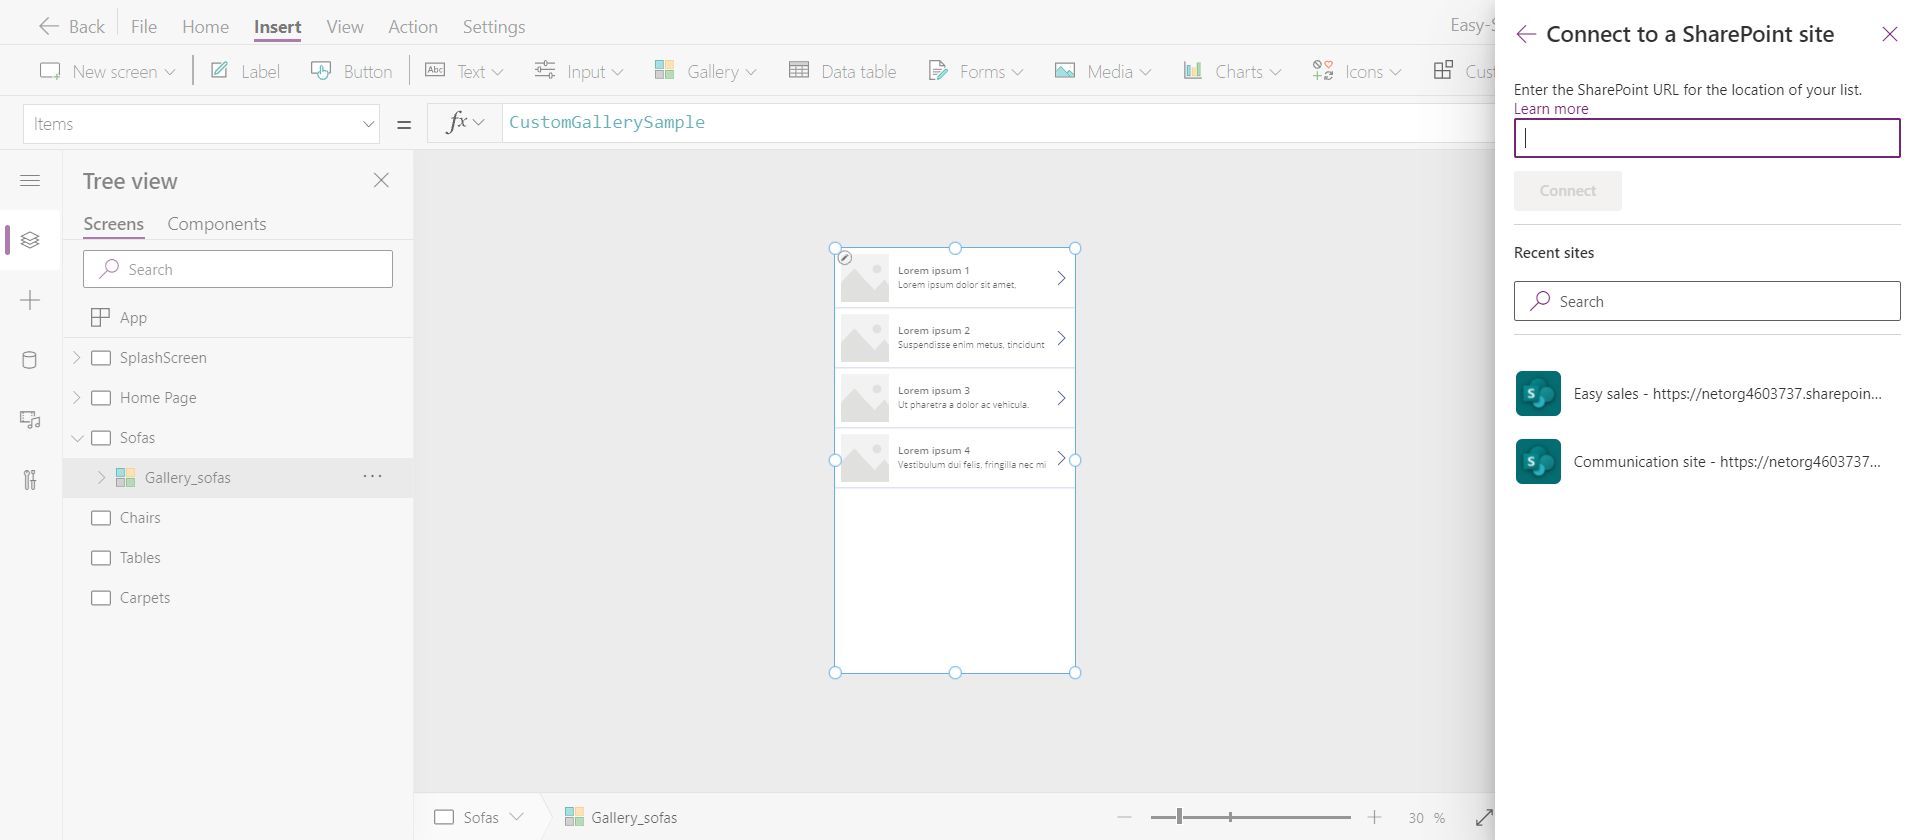 Back File Home Insert View Action Settings
Easy-S
New screen Label Button Text Input Gallery Data table Forms Media Charts Icons Cust
Abc
Items = fx CustomGallerySample
Tree view
Screens Components
Search
App
SplashScreen
Home Page
Sofas
Gallery_sofas ...
Chairs
Tables
Carpets
Lorem ipsum 1
Lorem ipsum dolor sit amet,
Lorem ipsum 2
Suspendisse enim metus, tincidunt
Lorem ipsum 3
Ut pharetra a dolor ac vehicula.
Lorem ipsum 4
Vestibulum dui felis, fringilla nec mi
Sofas Gallery_sofas
30 %
Connect to a SharePoint site
Enter the SharePoint URL for the location of your list.
Learn more
Connect
Recent sites
Search
S Easy sales - https://netorg4603737.sharepoin...
S Communication site - https://netorg4603737...